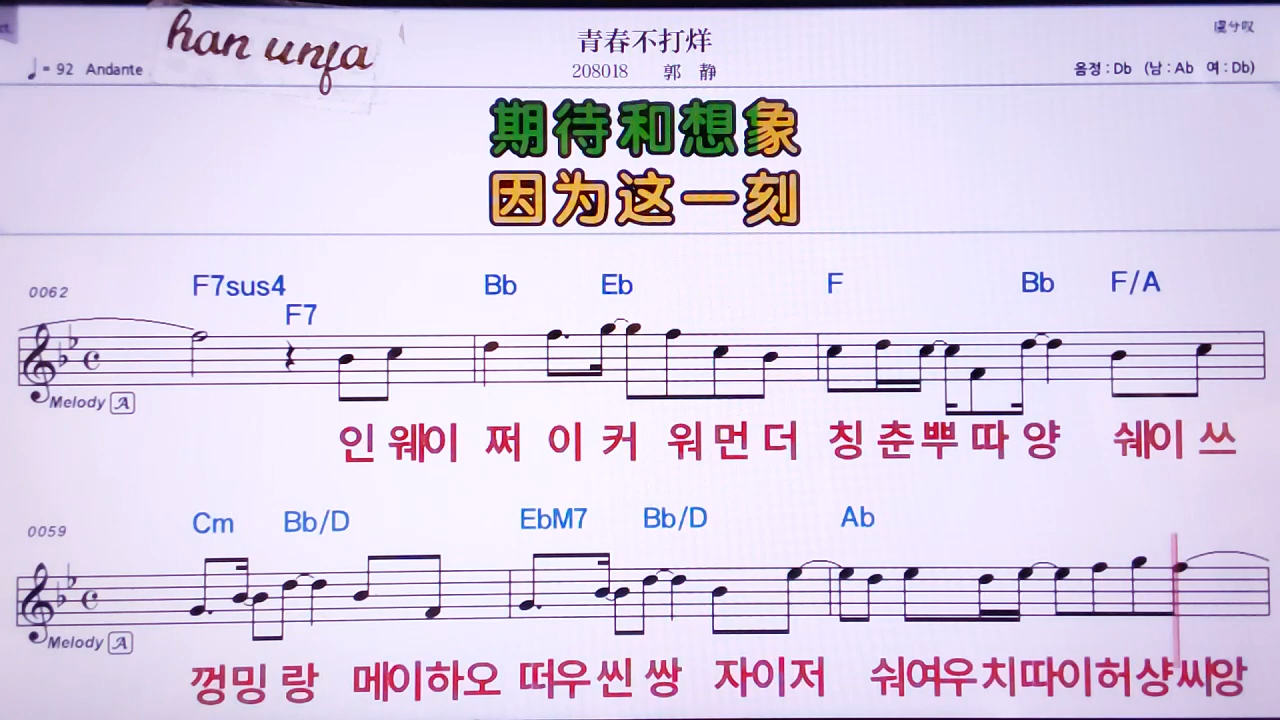 han unfa
青春不打烊
♩= 92 Andante
208018 郭 静
음정 : Db (남 : Ab 여 : Db)
期待和想象
因为这一刻
0062
F7sus4 F7 Bb Eb F Bb F/A
Melody A
인 웨이 쩌 이 커 워 먼 더 칭 춘 뿌 따 양 쉐이 쓰
0059
Cm Bb/D EbM7 Bb/D Ab
Melody A
껑 밍 랑 메이 하오 떠우 씬 쌍 자이 저 숴 여우 치따이 허 샹 씨앙